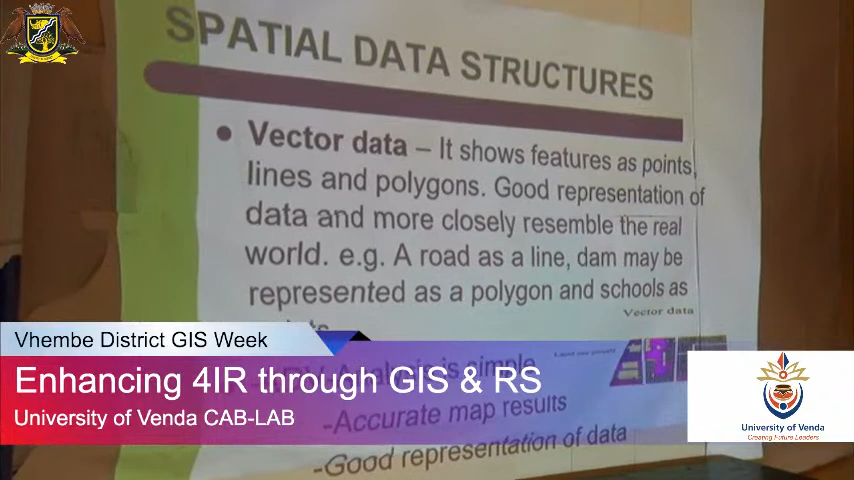 SPATIAL DATA STRUCTURES
● Vector data – It shows features as points,
lines and polygons. Good representation of
data and more closely resemble the real
world. e.g. A road as a line, dam may be
represented as a polygon and schools as
Vector data
Vhembe District GIS Week
Enhancing 4IR through GIS & RS
University of Venda CAB-LAB
Analysis is simple
-Accurate map results
-Good representation of data
University of Venda
Creating Future Leaders